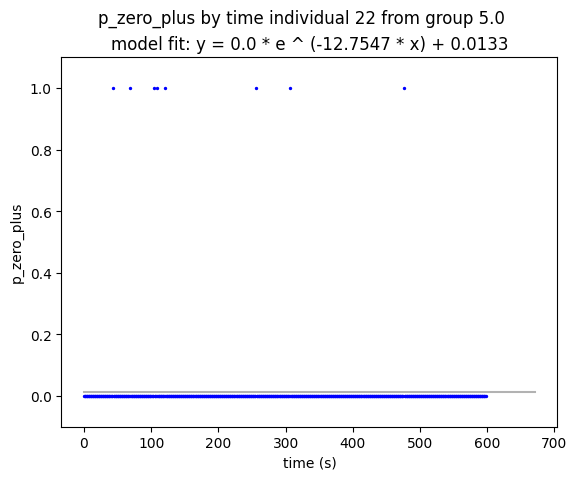 p_zero_plus by time individual 22 from group 5.0
model fit: y = 0.0 * e ^ (-12.7547 * x) + 0.0133
1.0
0.8
0.6
0.4
0.2
0.0
p_zero_plus
0 100 200 300 400 500 600 700
time (s)